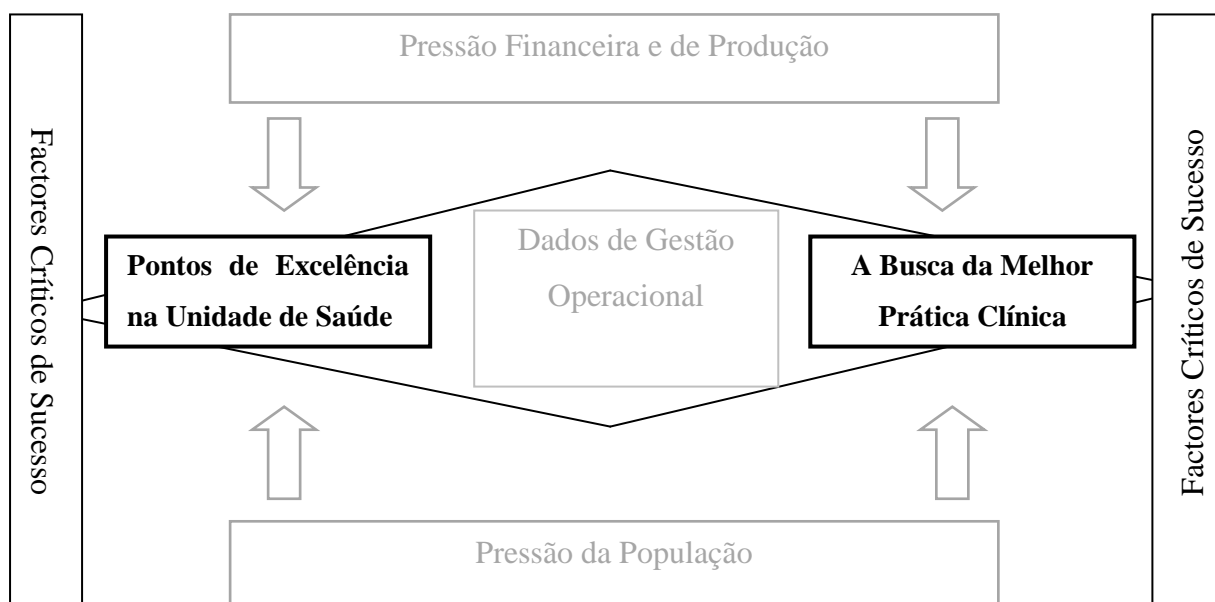 Pressão Financeira e de Produção
Factores Críticos de Sucesso
Pontos de Excelência
na Unidade de Saúde
Dados de Gestão
Operacional
A Busca da Melhor
Prática Clínica
Factores Críticos de Sucesso
Pressão da População